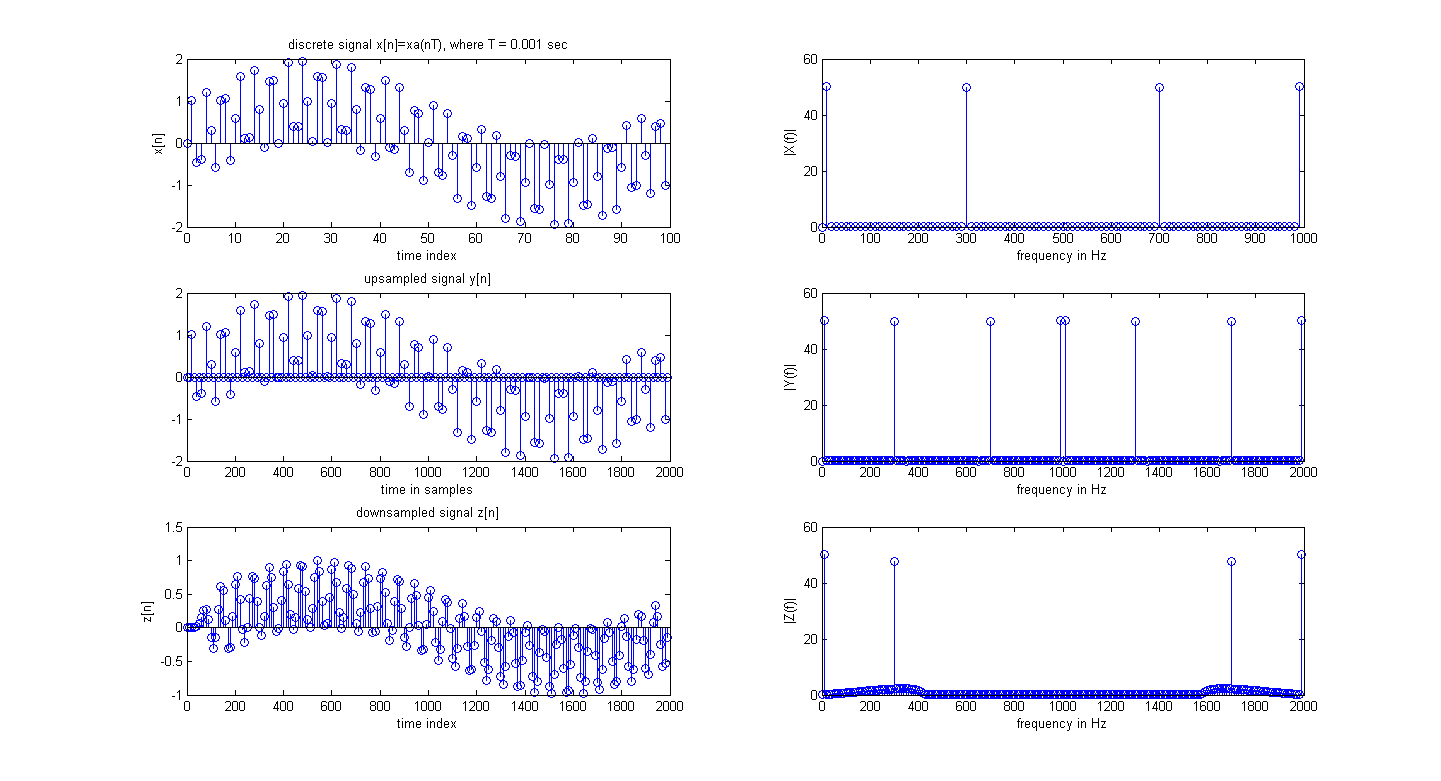 discrete signal x[n]=xa(nT), where T = 0.001 sec
x[n]
2
1
0
-1
-2
0 10 20 30 40 50 60 70 80 90 100
time index
|X(f)|
60
40
20
0
0 100 200 300 400 500 600 700 800 900 1000
frequency in Hz
upsampled signal y[n]
2
1
0
-1
-2
0 200 400 600 800 1000 1200 1400 1600 1800 2000
time in samples
|Y(f)|
60
40
20
0
0 200 400 600 800 1000 1200 1400 1600 1800 2000
frequency in Hz
downsampled signal z[n]
z[n]
1.5
1
0.5
0
-0.5
-1
0 200 400 600 800 1000 1200 1400 1600 1800 2000
time index
|Z(f)|
60
40
20
0
0 200 400 600 800 1000 1200 1400 1600 1800 2000
frequency in Hz